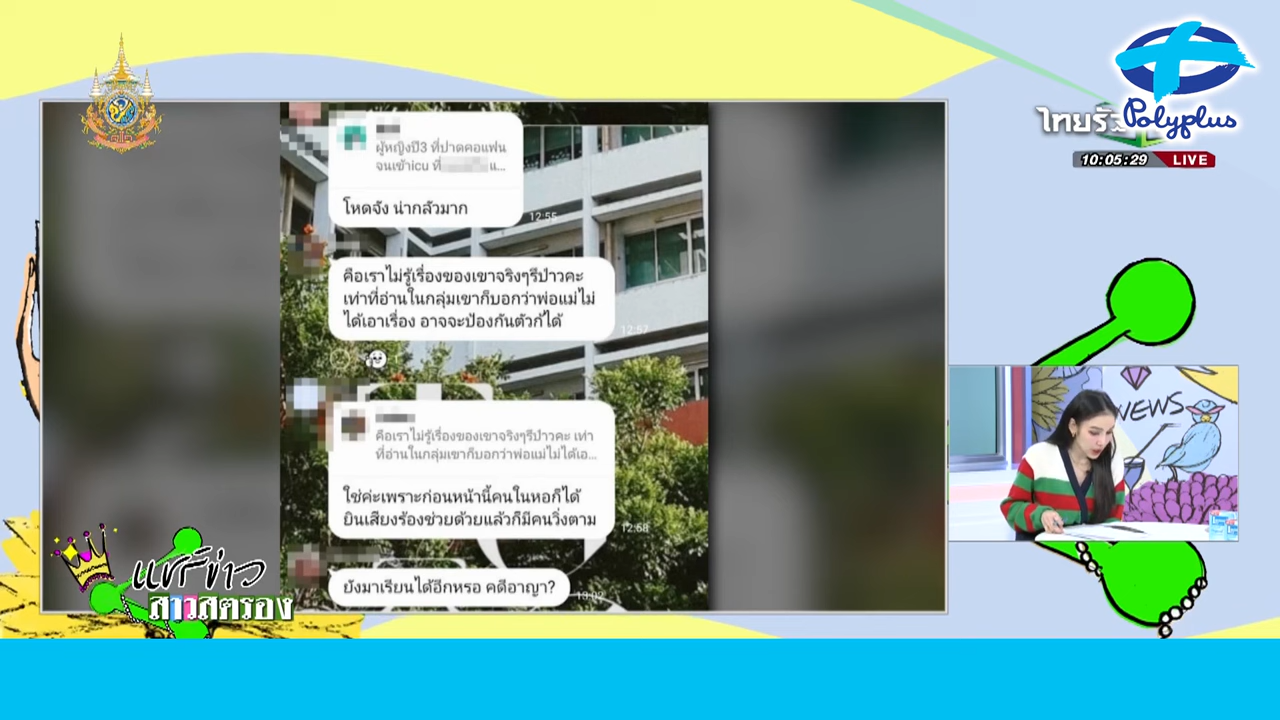 ไทยรัฐ
Polyplus
10:05:29 LIVE
ผู้หญิงปี3 ที่ปาดคอแฟน
จนเข้าicu ที่ แ...
โหดจัง น่ากลัวมาก
12:55
คือเราไม่รู้เรื่องของเขาจริงๆรึป่าวคะ
เท่าที่อ่านในกลุ่มเขาก็บอกว่าพ่อแม่ไม่
ได้เอาเรื่อง อาจจะป้องกันตัวก็ได้
12:57
คือเราไม่รู้เรื่องของเขาจริงๆรึป่าวคะ เท่า
ที่อ่านในกลุ่มเขาก็บอกว่าพ่อแม่ไม่ได้เอ...
ใช่ค่ะเพราะก่อนหน้านี้คนในหอก็ได้
ยินเสียงร้องช่วยด้วยแล้วก็มีคนวิ่งตาม
12:58
ยังมาเรียนได้อีกหรอ คดีอาญา?
13:02
NEWS
แชร์ข่าว
สาวสตรอง